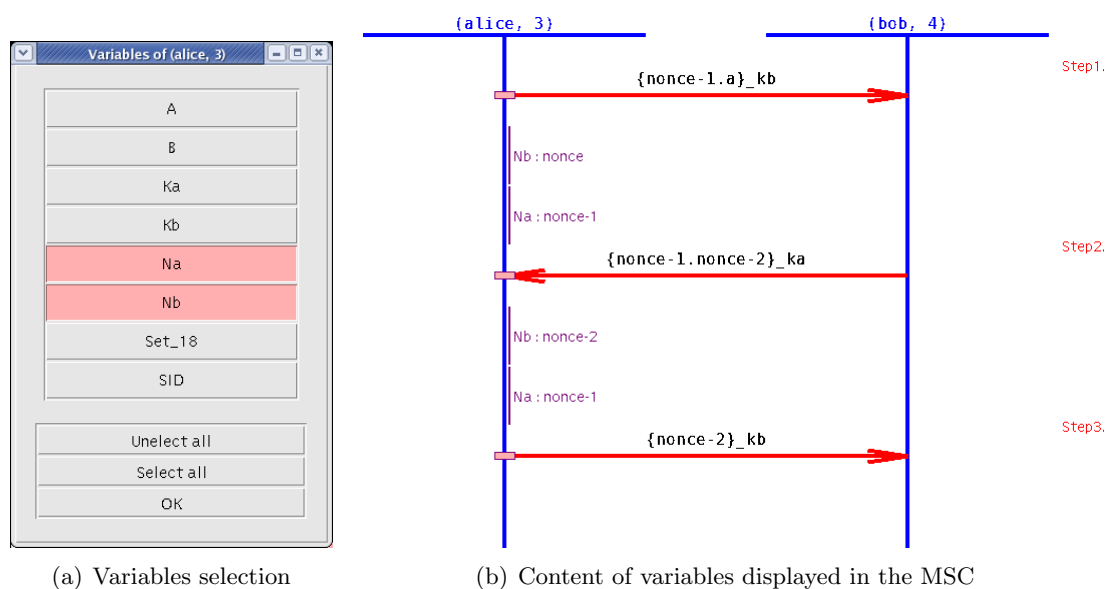 Variables of (alice, 3)
A
B
Ka
Kb
Na
Nb
Set_18
SID
Unelect all
Select all
OK
(a) Variables selection
(alice, 3) (bob, 4)
Step1.
{nonce-1.a}_kb
Nb : nonce
Na : nonce-1
Step2.
{nonce-1.nonce-2}_ka
Nb : nonce-2
Na : nonce-1
Step3.
{nonce-2}_kb
(b) Content of variables displayed in the MSC